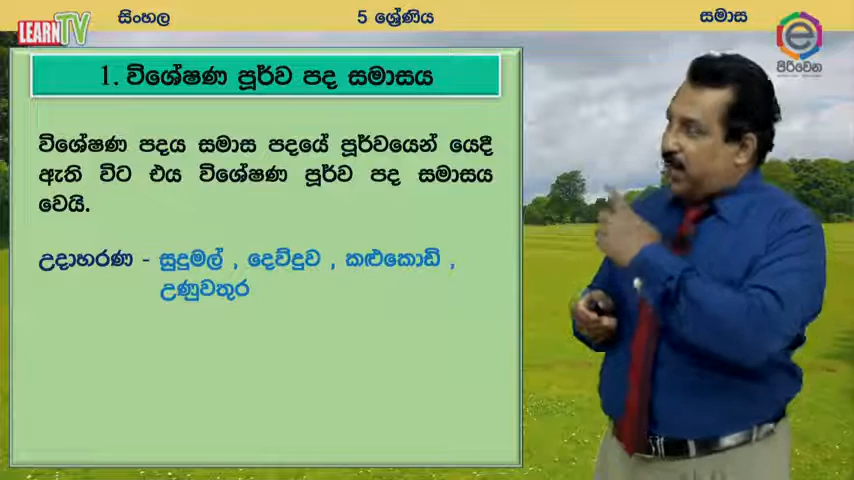 LEARN TV
සිංහල
5 ශ්‍රේණිය
සමාස
e
පිරිවෙන
1. විශේෂණ පූර්ව පද සමාසය
විශේෂණ පදය සමාස පදයේ පූර්වයෙන් යෙදී
ඇති විට එය විශේෂණ පූර්ව පද සමාසය
වෙයි.
උදාහරණ - සුදුමල් , දෙව්දුව , කළුකොඩි ,
උණුවතුර